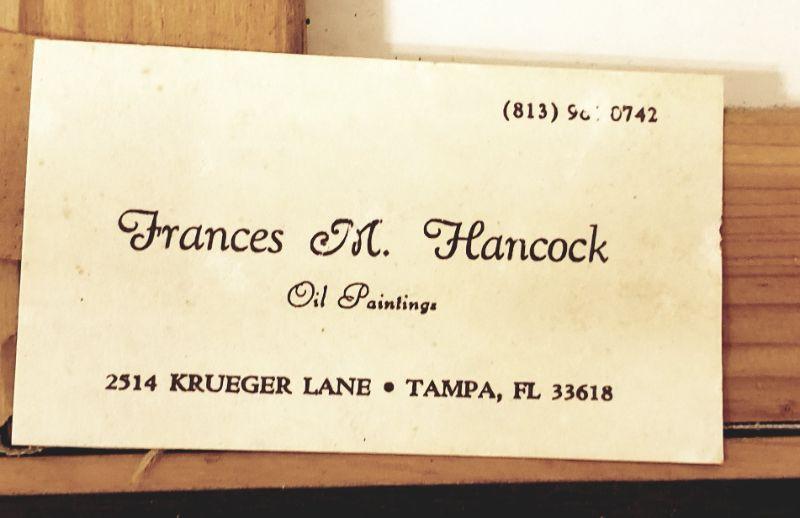 (813) 0742
Frances M. Hancock
Oil Paintings
2514 KRUEGER LANE • TAMPA, FL 33618